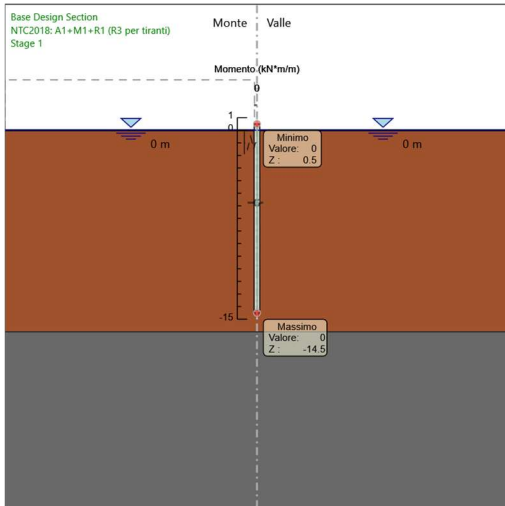 Base Design Section
NTC2018: A1+M1+R1 (R3 per tiranti)
Stage 1
Monte Valle
Momento (kN*m/m)
0
1
0
0 m
0 m
Minimo
Valore: 0
Z : 0.5
-15
Massimo
Valore: 0
Z : -14.5